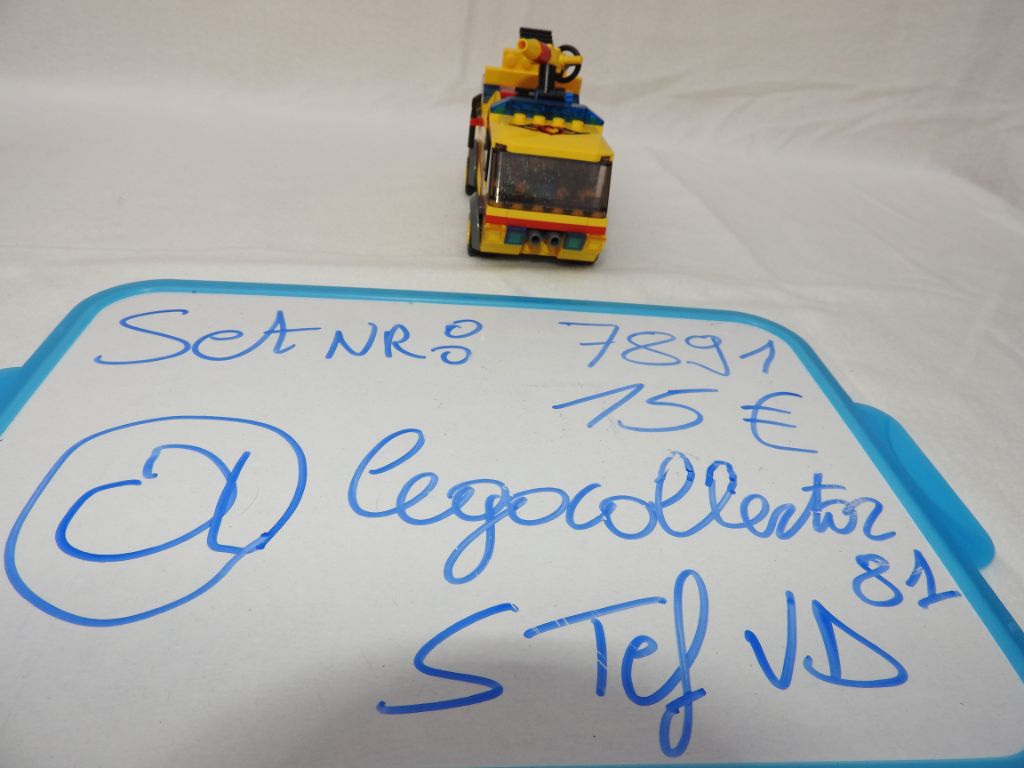 Set NR: 7891
15 €
@ legocollector
81
STef VD